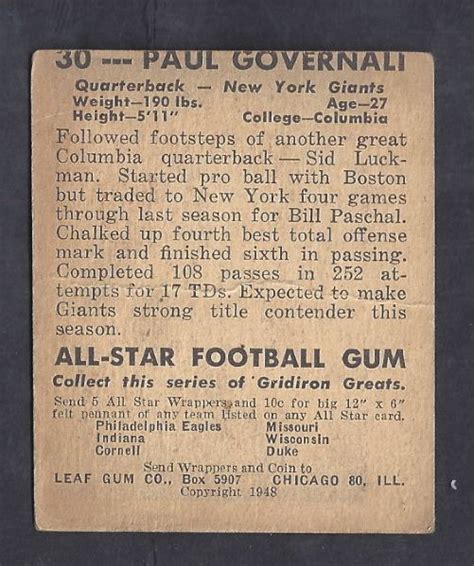 30 --- PAUL GOVERNALI
Quarterback — New York Giants
Weight—190 lbs. Age—27
Height—5'11" College—Columbia
Followed footsteps of another great
Columbia quarterback — Sid Luck-
man. Started pro ball with Boston
but traded to New York four games
through last season for Bill Paschal.
Chalked up fourth best total offense
mark and finished sixth in passing.
Completed 108 passes in 252 at-
tempts for 17 TDs. Expected to make
Giants strong title contender this
season.
ALL-STAR FOOTBALL GUM
Collect this series of 'Gridiron Greats.
Send 5 All Star Wrappers and 10c for big 12" x 6"
felt pennant of any team listed on any All Star card.
Philadelphia Eagles Missouri
Indiana Wisconsin
Cornell Duke
Send Wrappers and Coin to
LEAF GUM CO., Box 5907 CHICAGO 80, ILL.
Copyright 1948